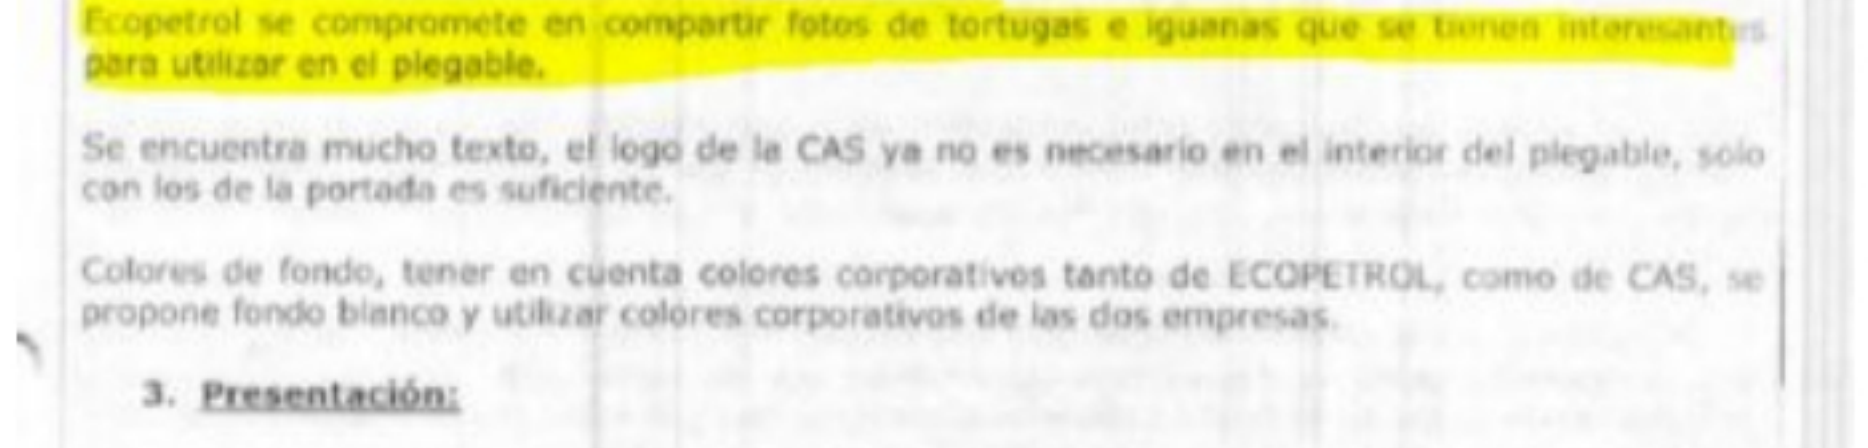 Ecopetrol se compromete en compartir fotos de tortugas e iguanas que se tienen interesantes
para utilizar en el plegable.
Se encuentra mucho texto, el logo de la CAS ya no es necesario en el interior del plegable, solo
con los de la portada es suficiente.
Colores de fondo, tener en cuenta colores corporativos tanto de ECOPETROL, como de CAS, se
propone fondo blanco y utilizar colores corporativos de las dos empresas.
3. Presentación: